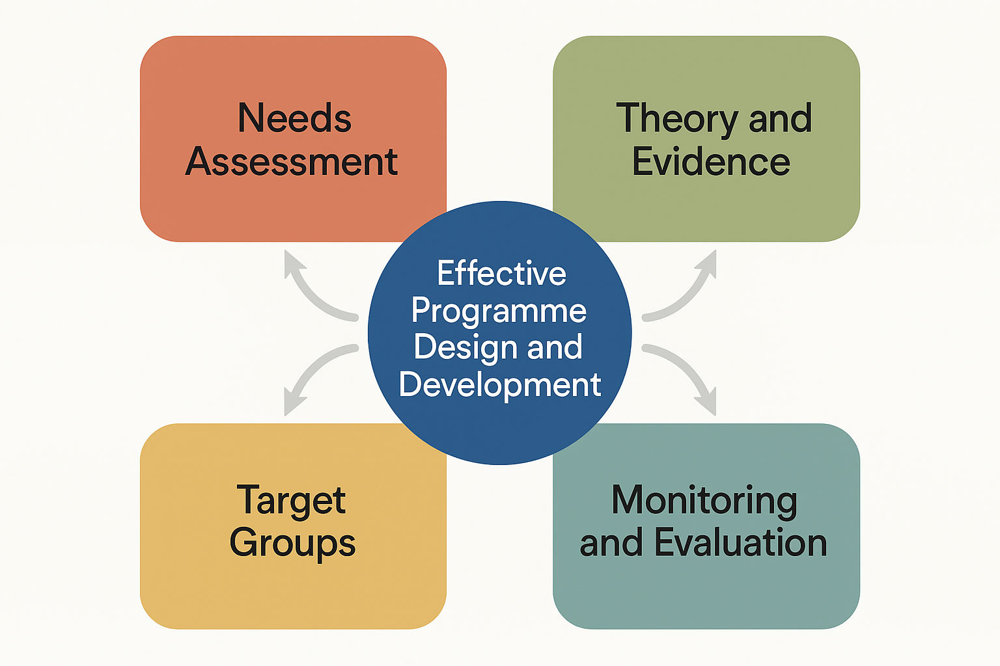 Needs
Assessment
Theory and
Evidence
Effective
Programme
Design and
Development
Target
Groups
Monitoring
and Evaluation